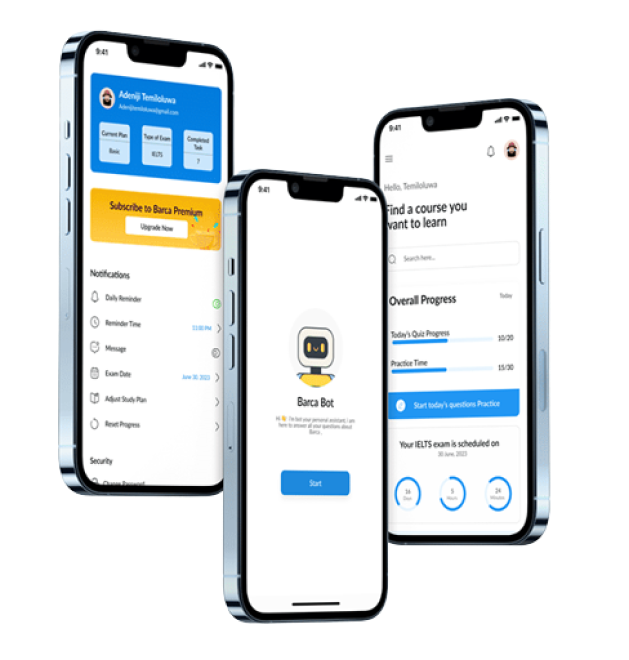 9:41
Adeniji Temiloluwa
Adenijitemiloluwa@gmail.com
Current Plan
Basic
Type of Exam
IELTS
Completed
Task
7
Subscribe to Barca Premium
Upgrade Now
Notifications
Daily Reminder
Reminder Time
Message
Exam Date
June 30, 2023
Adjust Study Plan
Reset Progress
Security
Change Password
9:41
Barca Bot
Hi 👋 I'm bot your personal assistant, I am
here to answer all your questions about
Barca..
Start
9:41
Hello, Temiloluwa
Find a course you
want to learn
Search here...
Overall Progress
Today
Today's Quiz Progress
10/20
Practice Time
15/30
Start today's questions Practice
Your IELTS exam is scheduled on
30 June, 2023
16
Days
5
Hours
24
Minutes